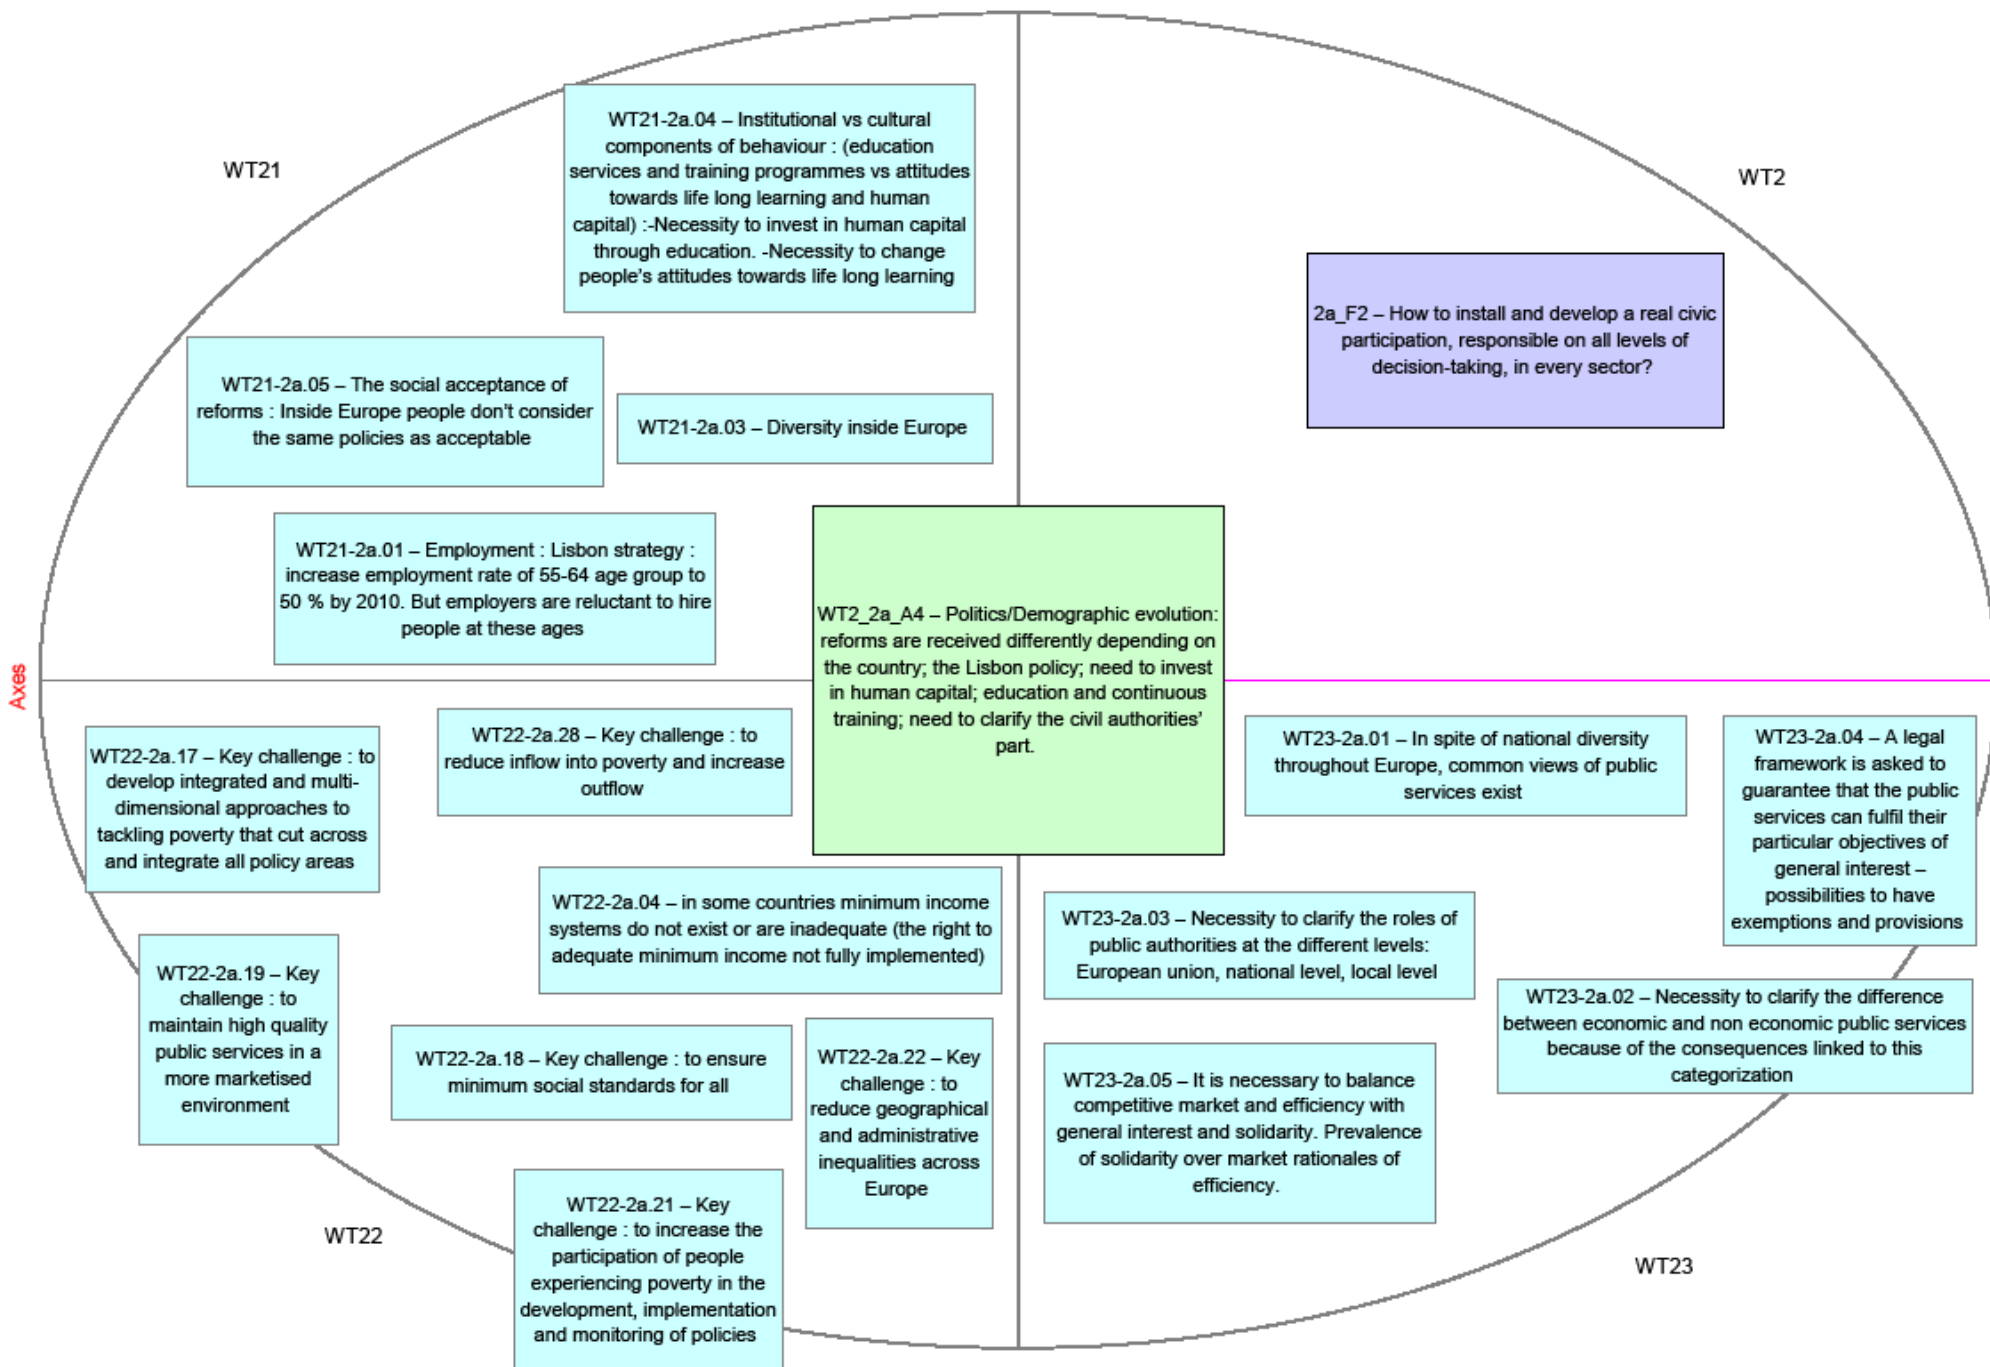 WT21
WT21-2a.04 – Institutional vs cultural
components of behaviour : (education
services and training programmes vs attitudes
towards life long learning and human
capital) :-Necessity to invest in human capital
through education. -Necessity to change
people's attitudes towards life long learning
WT2
2a_F2 – How to install and develop a real civic
participation, responsible on all levels of
decision-taking, in every sector?
WT21-2a.05 – The social acceptance of
reforms : Inside Europe people don't consider
the same policies as acceptable
WT21-2a.03 – Diversity inside Europe
WT21-2a.01 – Employment : Lisbon strategy :
increase employment rate of 55-64 age group to
50 % by 2010. But employers are reluctant to hire
people at these ages
WT2_2a_A4 – Politics/Demographic evolution:
reforms are received differently depending on
the country; the Lisbon policy; need to invest
in human capital; education and continuous
training; need to clarify the civil authorities'
part.
Axes
WT22-2a.17 – Key challenge : to
develop integrated and multi-
dimensional approaches to
tackling poverty that cut across
and integrate all policy areas
WT22-2a.28 – Key challenge : to
reduce inflow into poverty and increase
outflow
WT23-2a.01 – In spite of national diversity
throughout Europe, common views of public
services exist
WT23-2a.04 – A legal
framework is asked to
guarantee that the public
services can fulfil their
particular objectives of
general interest –
possibilities to have
exemptions and provisions
WT22-2a.04 – in some countries minimum income
systems do not exist or are inadequate (the right to
adequate minimum income not fully implemented)
WT23-2a.03 – Necessity to clarify the roles of
public authorities at the different levels:
European union, national level, local level
WT22-2a.19 – Key
challenge : to
maintain high quality
public services in a
more marketised
environment
WT23-2a.02 – Necessity to clarify the difference
between economic and non economic public services
because of the consequences linked to this
categorization
WT22-2a.18 – Key challenge : to ensure
minimum social standards for all
WT22-2a.22 – Key
challenge : to
reduce geographical
and administrative
inequalities across
Europe
WT23-2a.05 – It is necessary to balance
competitive market and efficiency with
general interest and solidarity. Prevalence
of solidarity over market rationales of
efficiency.
WT22-2a.21 – Key
challenge : to increase the
participation of people
experiencing poverty in the
development, implementation
and monitoring of policies
WT22
WT23